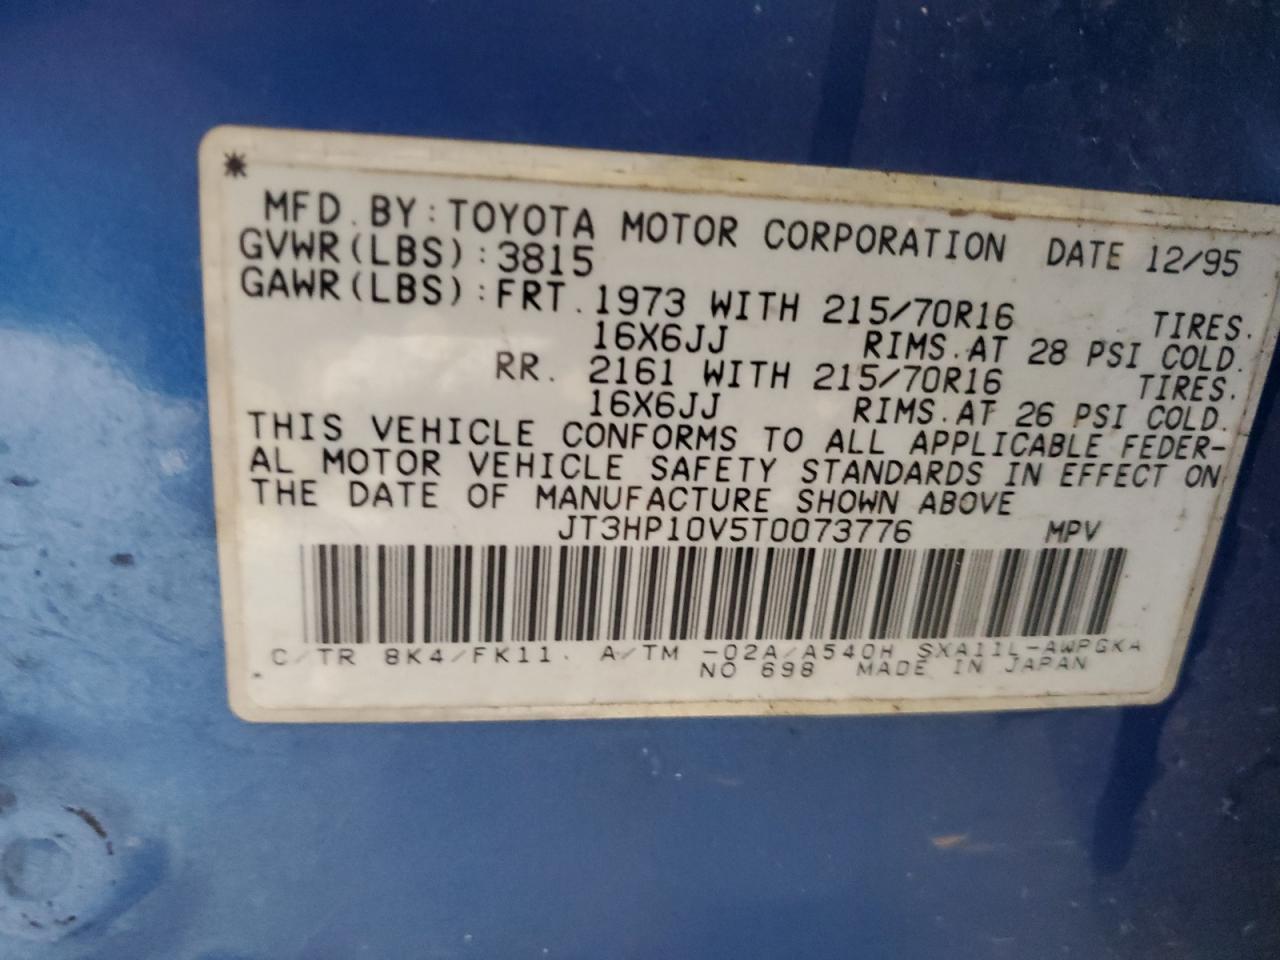 MFD. BY: TOYOTA MOTOR CORPORATION DATE 12/95
GVWR(LBS): 3815
GAWR(LBS): FRT. 1973 WITH 215/70R16 TIRES.
16X6JJ RIMS. AT 28 PSI COLD.
RR. 2161 WITH 215/70R16 TIRES.
16X6JJ RIMS. AT 26 PSI COLD.
THIS VEHICLE CONFORMS TO ALL APPLICABLE FEDER-
AL MOTOR VEHICLE SAFETY STANDARDS IN EFFECT ON
THE DATE OF MANUFACTURE SHOWN ABOVE
JT3HP10V5T0073776 MPV
C/TR 8K4/FK11. A/TM -02A/A540H SXA11L-AWPGKA
NO 698 MADE IN JAPAN